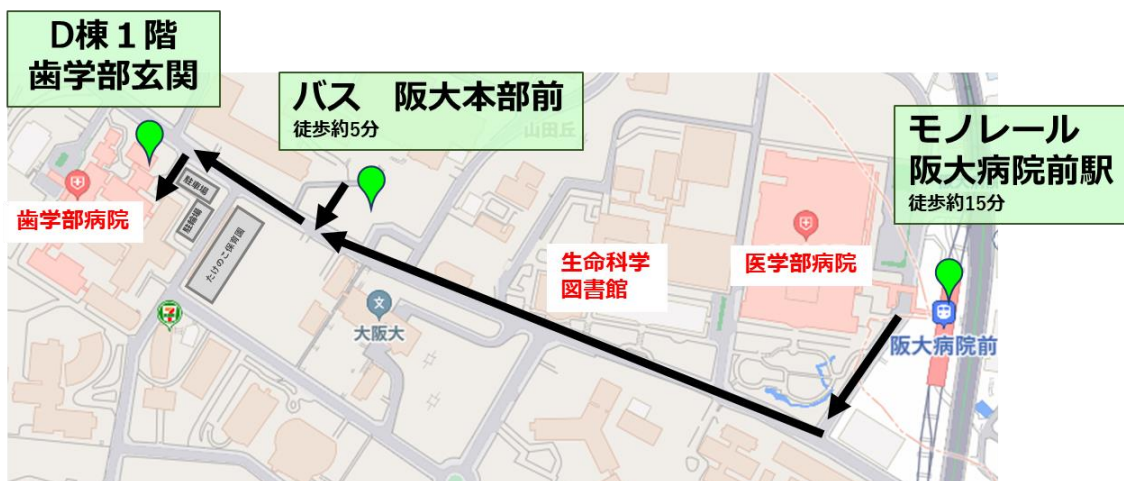 D棟１階
歯学部玄関
バス　阪大本部前
徒歩約5分
モノレール
阪大病院前駅
徒歩約15分
山田丘
駐車場
駐輪場
たけのこ保育園
歯学部病院
生命科学
図書館
医学部病院
文
大阪大
阪大病院前